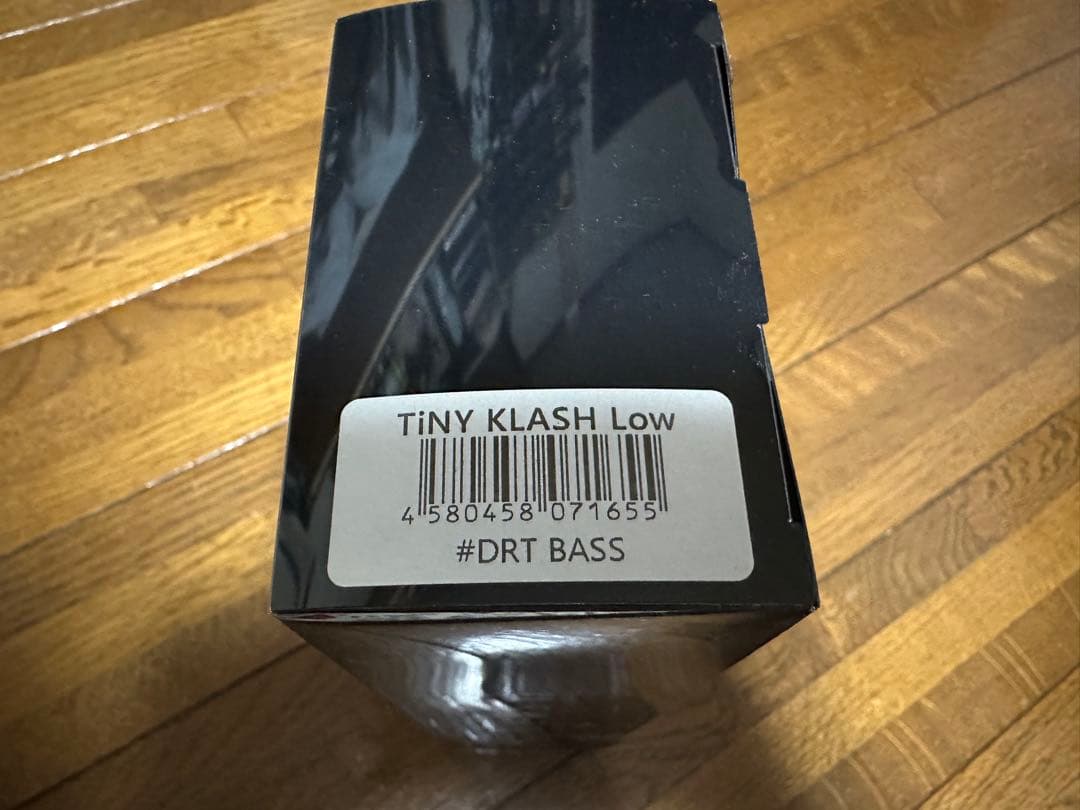 TiNY KLASH Low
4 580458 071655
#DRT BASS